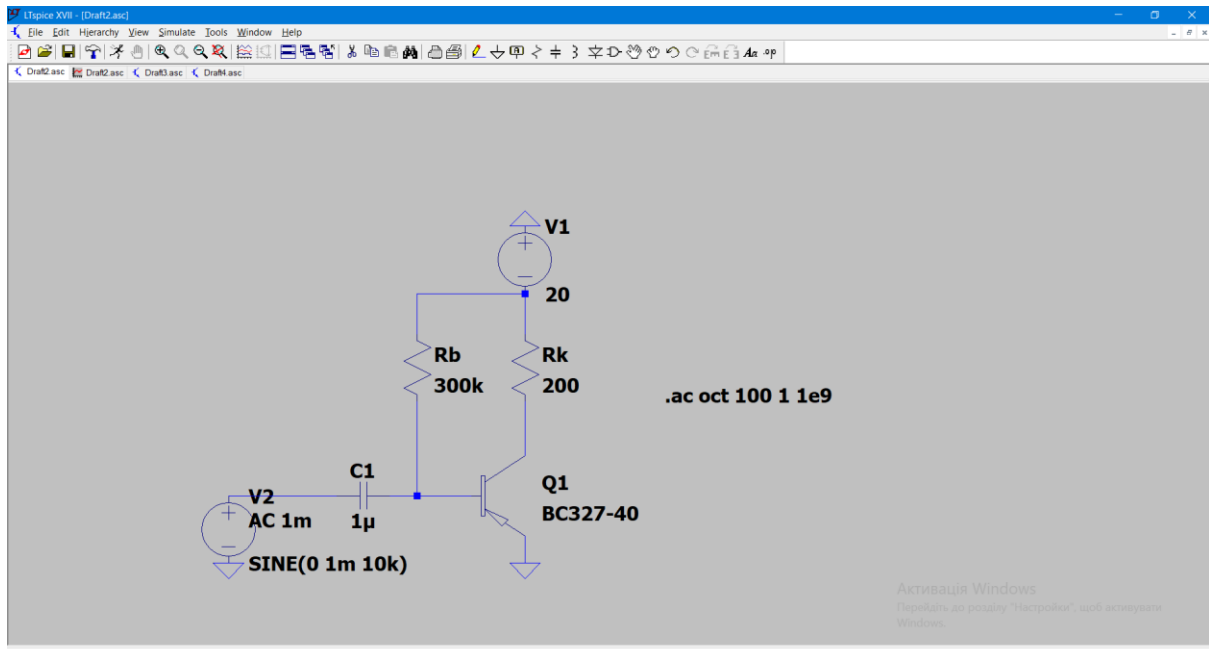 LTspice XVII - [Draft2.asc]
File Edit Hierarchy View Simulate Tools Window Help
Draft2.asc Draft2.asc Draft3.asc Draft4.asc
V1
20
Rb
300k
Rk
200
.ac oct 100 1 1e9
C1
1µ
V2
AC 1m
SINE(0 1m 10k)
Q1
BC327-40
Активація Windows
Перейдіть до розділу "Настройки", щоб активувати
Windows.